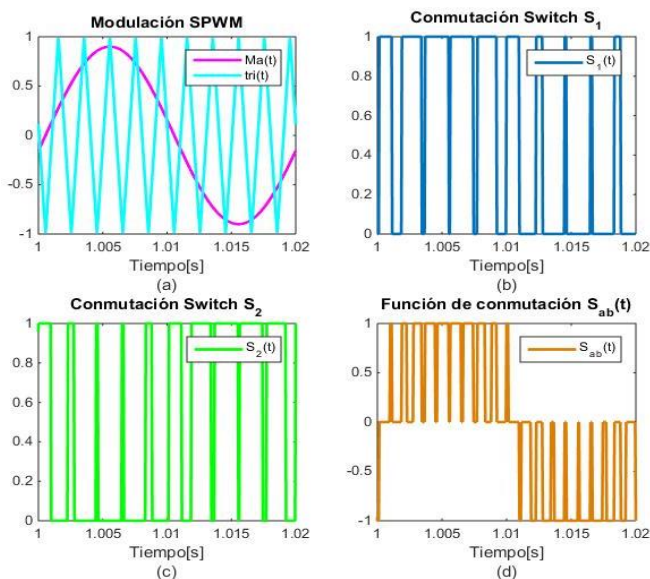 Modulación SPWM
Ma(t)
tri(t)
1
0.5
0
-0.5
-1
1 1.005 1.01 1.015 1.02
Tiempo[s]
(a)
Conmutación Switch S1
S1(t)
1
0.8
0.6
0.4
0.2
0
1 1.005 1.01 1.015 1.02
Tiempo[s]
(b)
Conmutación Switch S2
S2(t)
1
0.8
0.6
0.4
0.2
0
1 1.005 1.01 1.015 1.02
Tiempo[s]
(c)
Función de conmutación Sab(t)
Sab(t)
1
0.5
0
-0.5
-1
1 1.005 1.01 1.015 1.02
Tiempo[s]
(d)